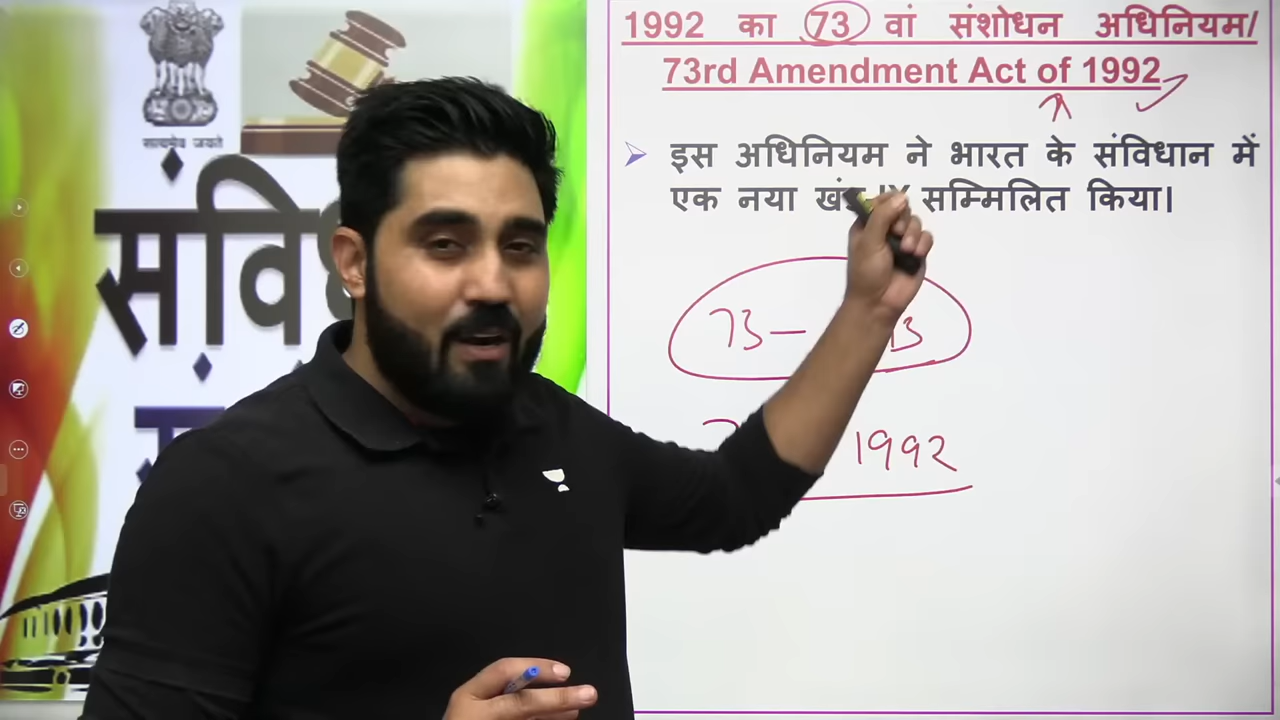 1992 का 73 वां संशोधन अधिनियम/
73rd Amendment Act of 1992
इस अधिनियम ने भारत के संविधान में
एक नया सम्मिलित किया।
73 –
1992
सत्यमेव जयते